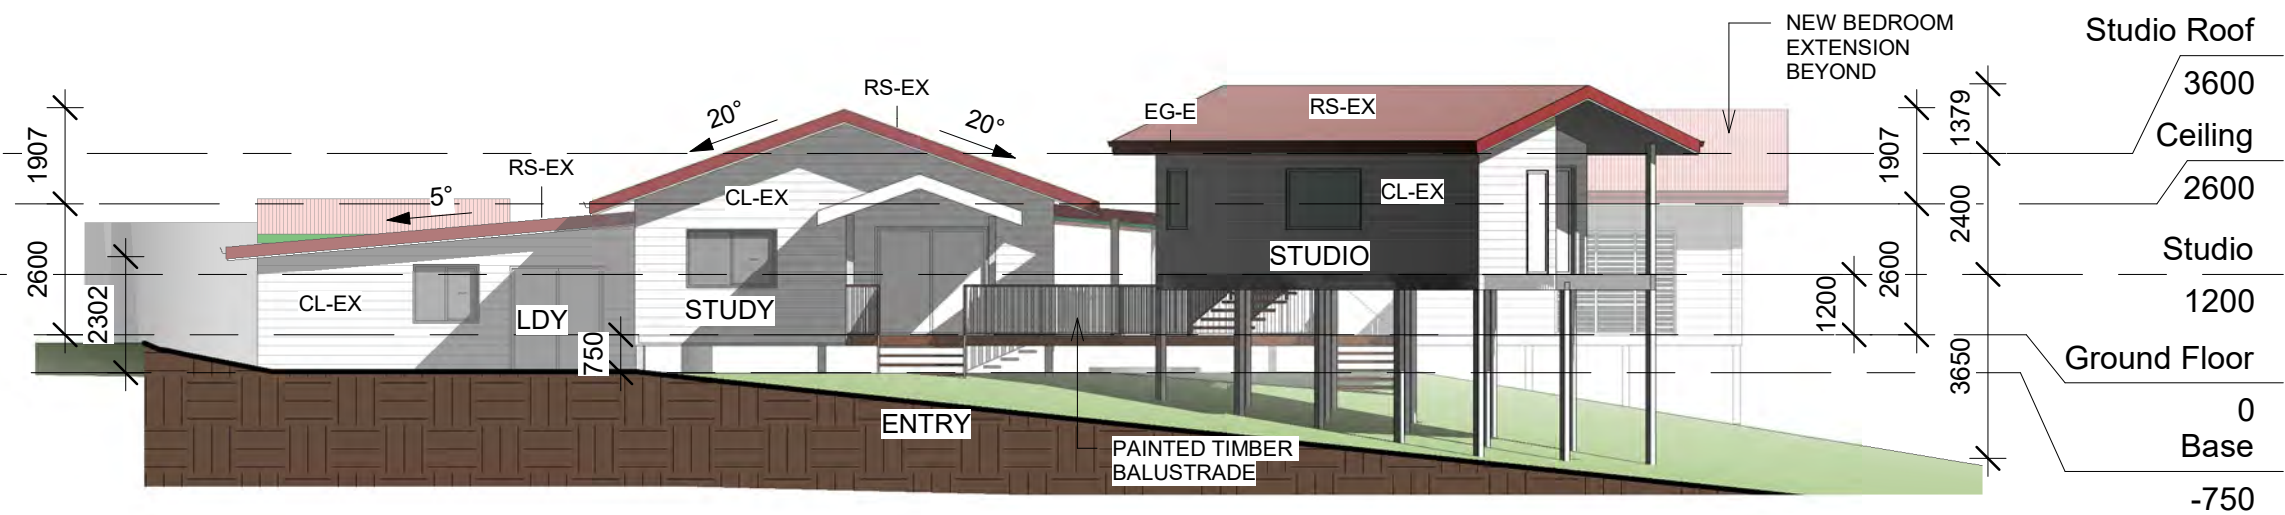 NEW BEDROOM
EXTENSION
BEYOND
Studio Roof
3600
Ceiling
2600
Studio
1200
Ground Floor
0
Base
-750
1907
2600
2302
5°
RS-EX
20°
RS-EX
20°
EG-E
RS-EX
CL-EX
CL-EX
CL-EX
LDY
STUDY
STUDIO
750
ENTRY
PAINTED TIMBER
BALUSTRADE
1200
1907
2600
1379
2400
3650